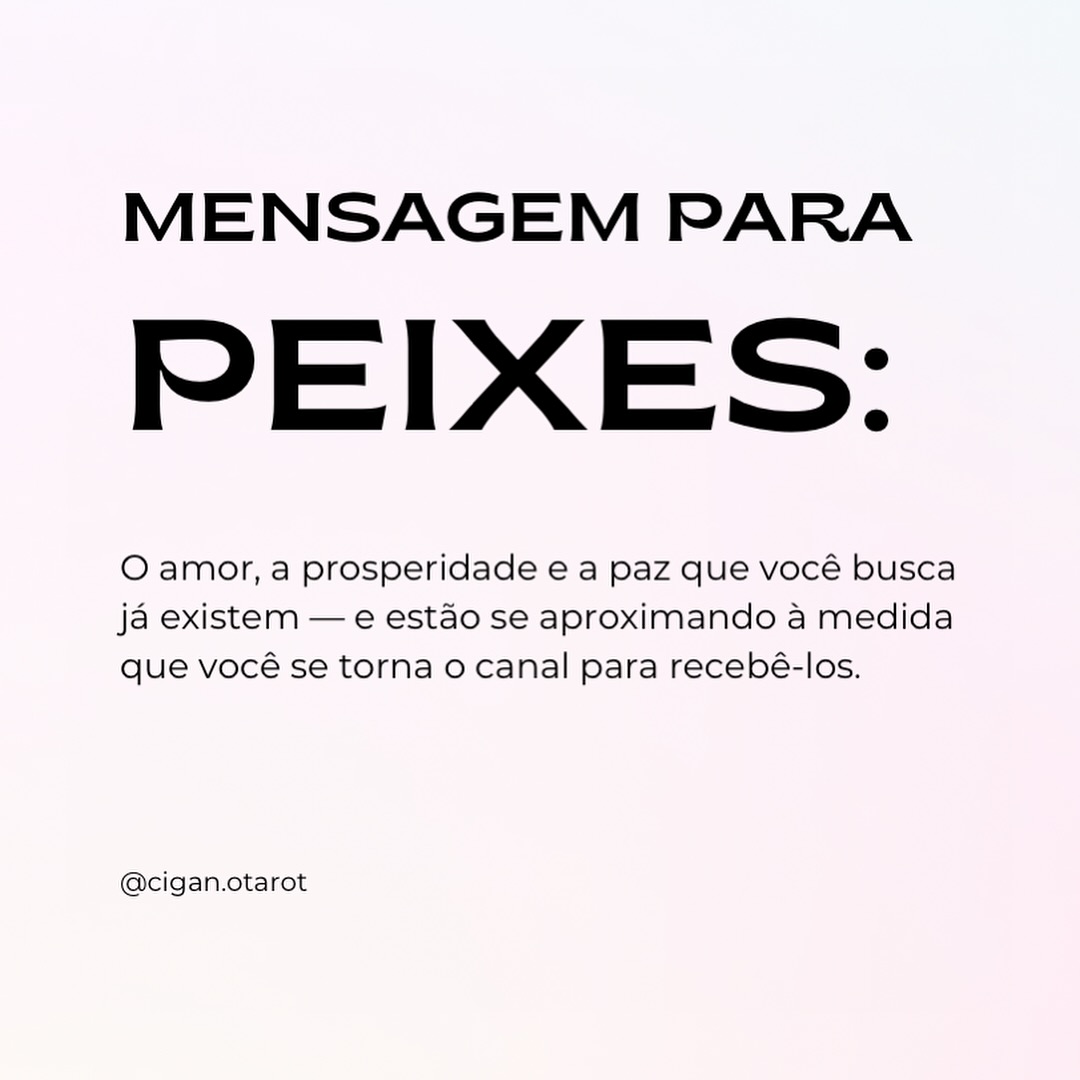 MENSAGEM PARA
PEIXES:
O amor, a prosperidade e a paz que você busca
já existem — e estão se aproximando à medida
que você se torna o canal para recebê-los.
@cigan.otarot